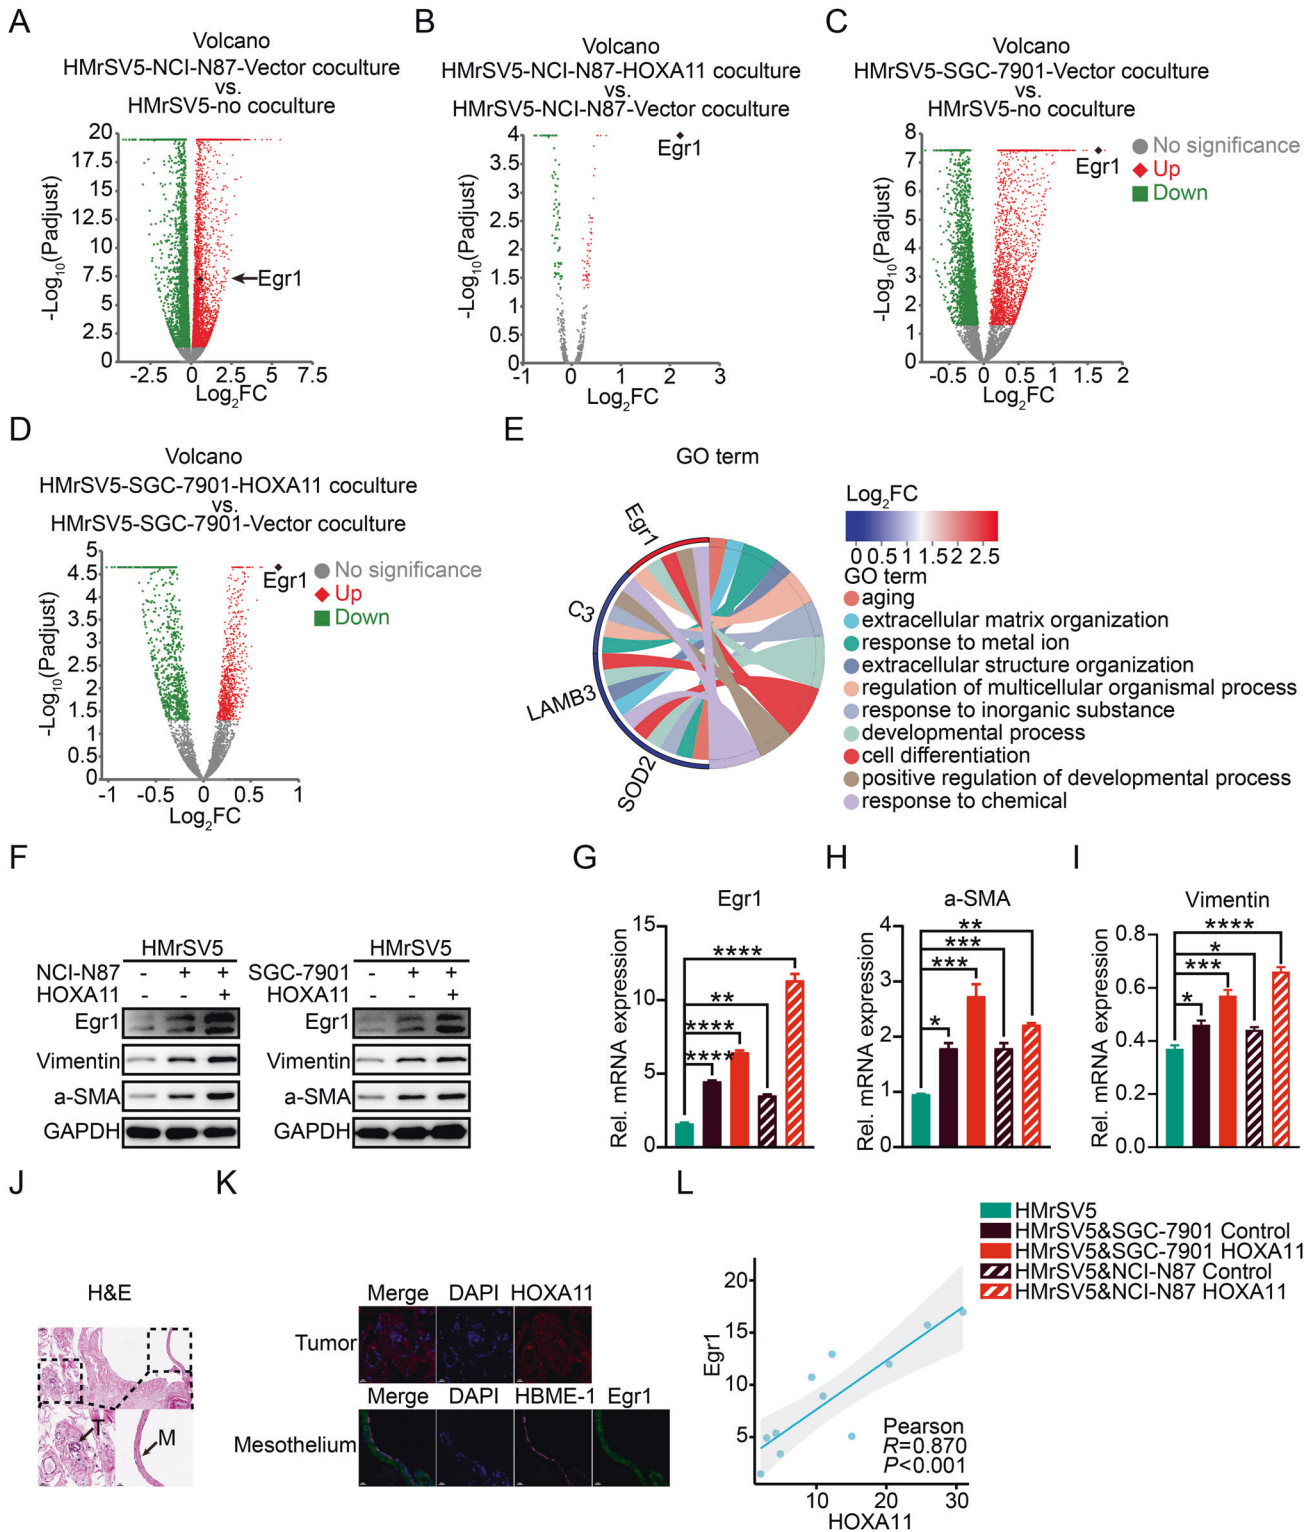 A
Volcano
HMrSV5-NCI-N87-Vector coculture
vs.
HMrSV5-no coculture
-Log10(Padjust)
20
17.5
15
12.5
10
7.5
5
2.5
0
Egr1
-2.5 0 2.5 5 7.5
Log2FC
B
Volcano
HMrSV5-NCI-N87-HOXA11 coculture
vs.
HMrSV5-NCI-N87-Vector coculture
-Log10(Padjust)
4
3.5
3
2.5
2
1.5
1
0.5
0
Egr1
-1 0 1 2 3
Log2FC
C
Volcano
HMrSV5-SGC-7901-Vector coculture
vs.
HMrSV5-no coculture
-Log10(Padjust)
8
7
6
5
4
3
2
1
0
Egr1
-0.5 0 0.5 1 1.5 2
Log2FC
No significance
Up
Down
D
Volcano
HMrSV5-SGC-7901-HOXA11 coculture
vs.
HMrSV5-SGC-7901-Vector coculture
-Log10(Padjust)
5
4.5
4
3.5
3
2.5
2
1.5
1
0.5
0
Egr1
-1 -0.5 0 0.5 1
Log2FC
No significance
Up
Down
E
GO term
Egr1
C3
LAMB3
SOD2
Log2FC
0 0.5 1 1.5 2 2.5
GO term
aging
extracellular matrix organization
response to metal ion
extracellular structure organization
regulation of multicellular organismal process
response to inorganic substance
developmental process
cell differentiation
positive regulation of developmental process
response to chemical
F
HMrSV5
NCI-N87 - + +
HOXA11 - - +
Egr1
Vimentin
a-SMA
GAPDH
HMrSV5
SGC-7901 - + +
HOXA11 - - +
Egr1
Vimentin
a-SMA
GAPDH
G
Egr1
Rel. mRNA expression
15
10
5
0
****
**
****
****
H
a-SMA
Rel. mRNA expression
4
3
2
1
0
**
***
***
*
I
Vimentin
Rel. mRNA expression
0.8
0.6
0.4
0.2
0.0
****
*
***
*
J
H&E
T
M
K
Merge DAPI HOXA11
Tumor
Merge DAPI HBME-1 Egr1
Mesothelium
L
HMrSV5
HMrSV5&SGC-7901 Control
HMrSV5&SGC-7901 HOXA11
HMrSV5&NCI-N87 Control
HMrSV5&NCI-N87 HOXA11
Egr1
20
15
10
5
Pearson
R=0.870
P<0.001
10 20 30
HOXA11